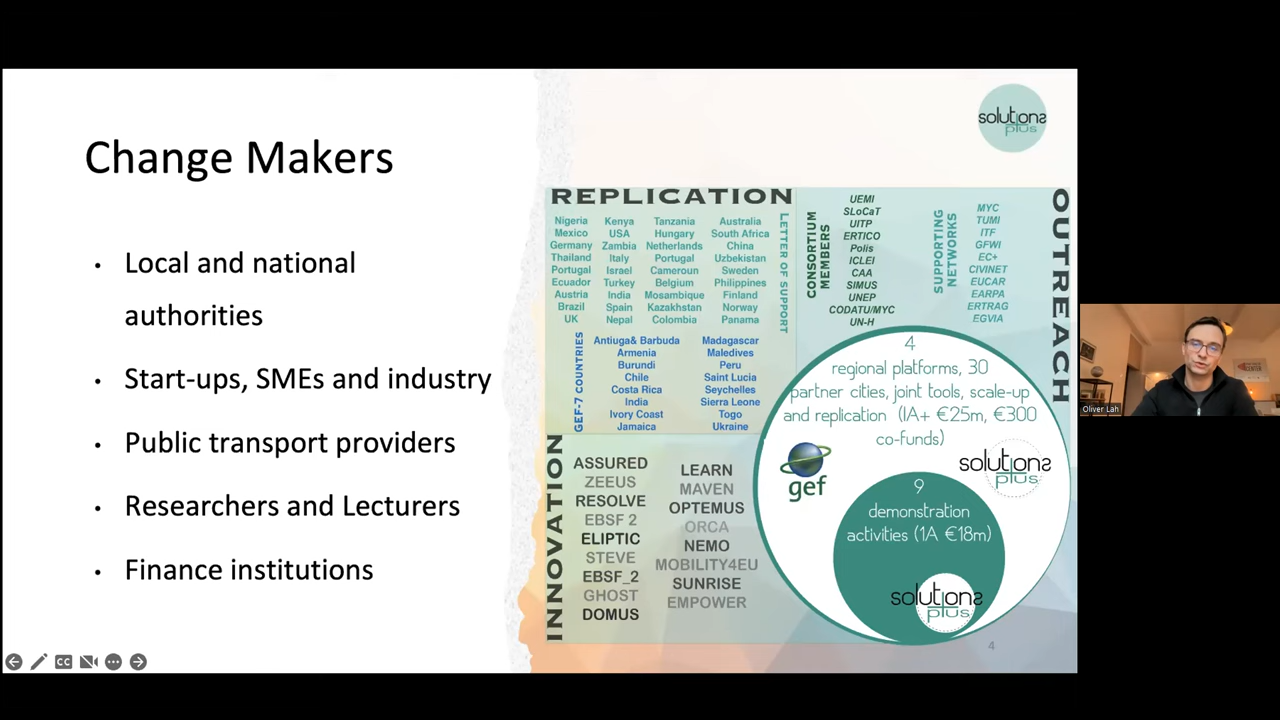 Change Makers
• Local and national
authorities
• Start-ups, SMEs and industry
• Public transport providers
• Researchers and Lecturers
• Finance institutions
solutions
plus
REPLICATION
Nigeria Kenya Tanzania Australia
Mexico USA Hungary South Africa
Germany Zambia Netherlands China
Thailand Italy Portugal Uzbekistan
Portugal Israel Cameroun Sweden
Ecuador Turkey Belgium Philippines
Austria India Mosambique Finland
Brazil Spain Kazakhstan Norway
UK Nepal Colombia Panama
LETTER OF SUPPORT
GEF-7 COUNTRIES
Antiuga& Barbuda Madagascar
Armenia Maledives
Burundi Peru
Chile Saint Lucia
Costa Rica Seychelles
India Sierra Leone
Ivory Coast Togo
Jamaica Ukraine
CONSORTIUM
MEMBERS
UEMI
SLoCaT
UITP
ERTICO
Polis
ICLEI
CAA
SIMUS
UNEP
CODATU/MYC
UN-H
SUPPORTING
NETWORKS
MYC
TUMI
ITF
GFWI
EC+
CIVINET
EUCAR
EARPA
ERTRAG
EGVIA
OUTREACH
INNOVATION
ASSURED
ZEEUS
RESOLVE
EBSF 2
ELIPTIC
STEVE
EBSF_2
GHOST
DOMUS
LEARN
MAVEN
OPTEMUS
ORCA
NEMO
MOBILITY4EU
SUNRISE
EMPOWER
4
regional platforms, 30
partner cities, joint tools, scale-up
and replication (IA+ €25m, €300
co-funds)
gef
solutions
plus
9
demonstration
activities (1A €18m)
solutions
plus
4
CC
Oliver Lah